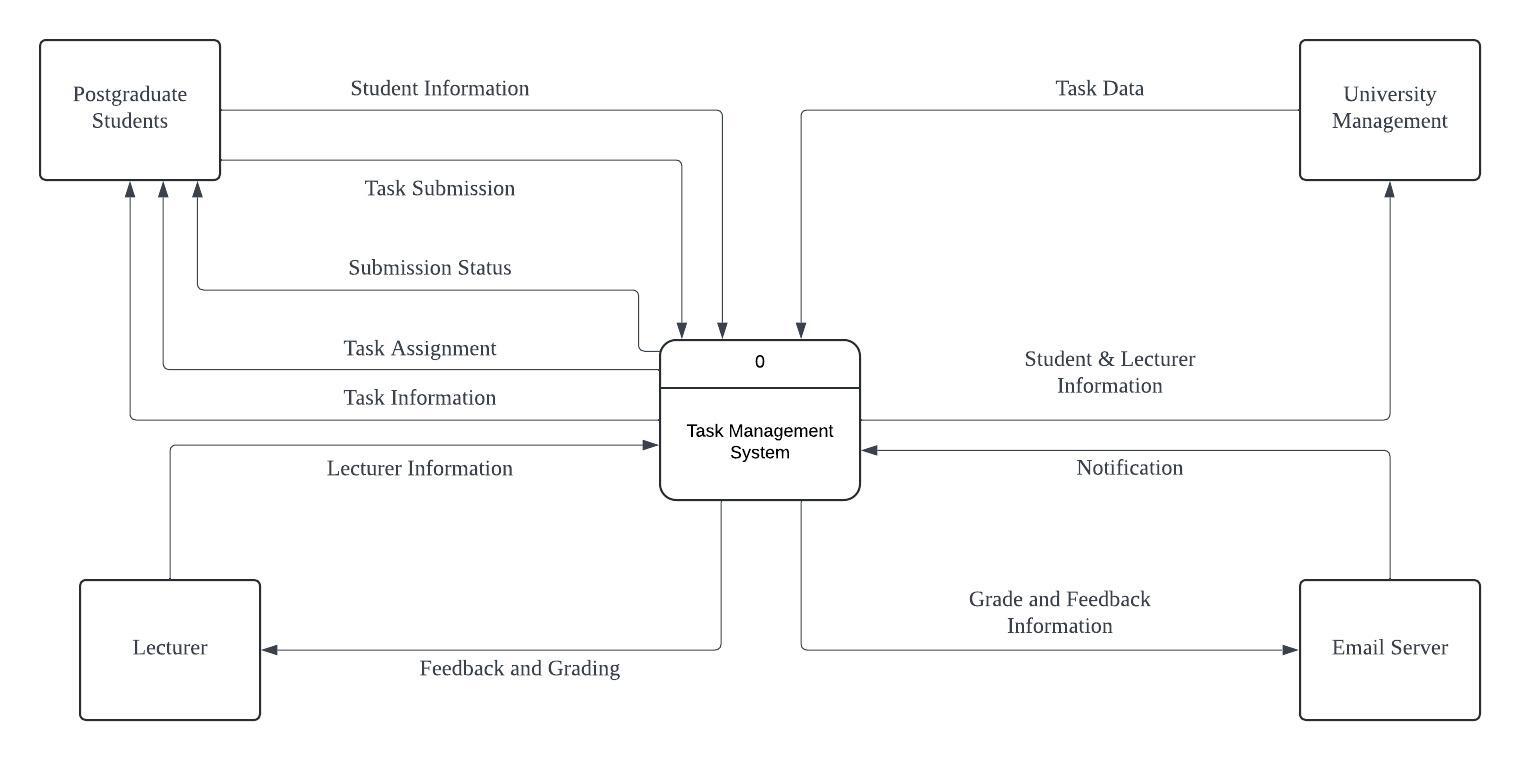 Postgraduate
Students
Student Information
Task Data
University
Management
Task Submission
Submission Status
Task Assignment
Task Information
0
Task Management
System
Student & Lecturer
Information
Lecturer Information
Notification
Lecturer
Feedback and Grading
Grade and Feedback
Information
Email Server